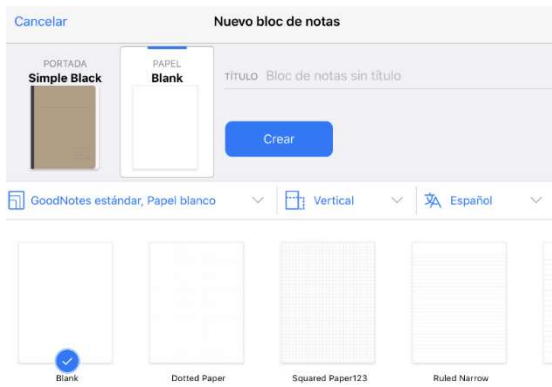 Cancelar
Nuevo bloc de notas
PORTADA
Simple Black
PAPEL
Blank
TÍTULO Bloc de notas sin título
Crear
GoodNotes estándar, Papel blanco
Vertical
Español
Blank
Dotted Paper
Squared Paper123
Ruled Narrow